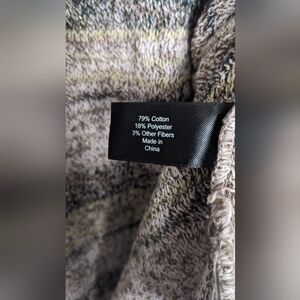 79% Cotton
18% Polyester
3% Other Fibers
Made in
China